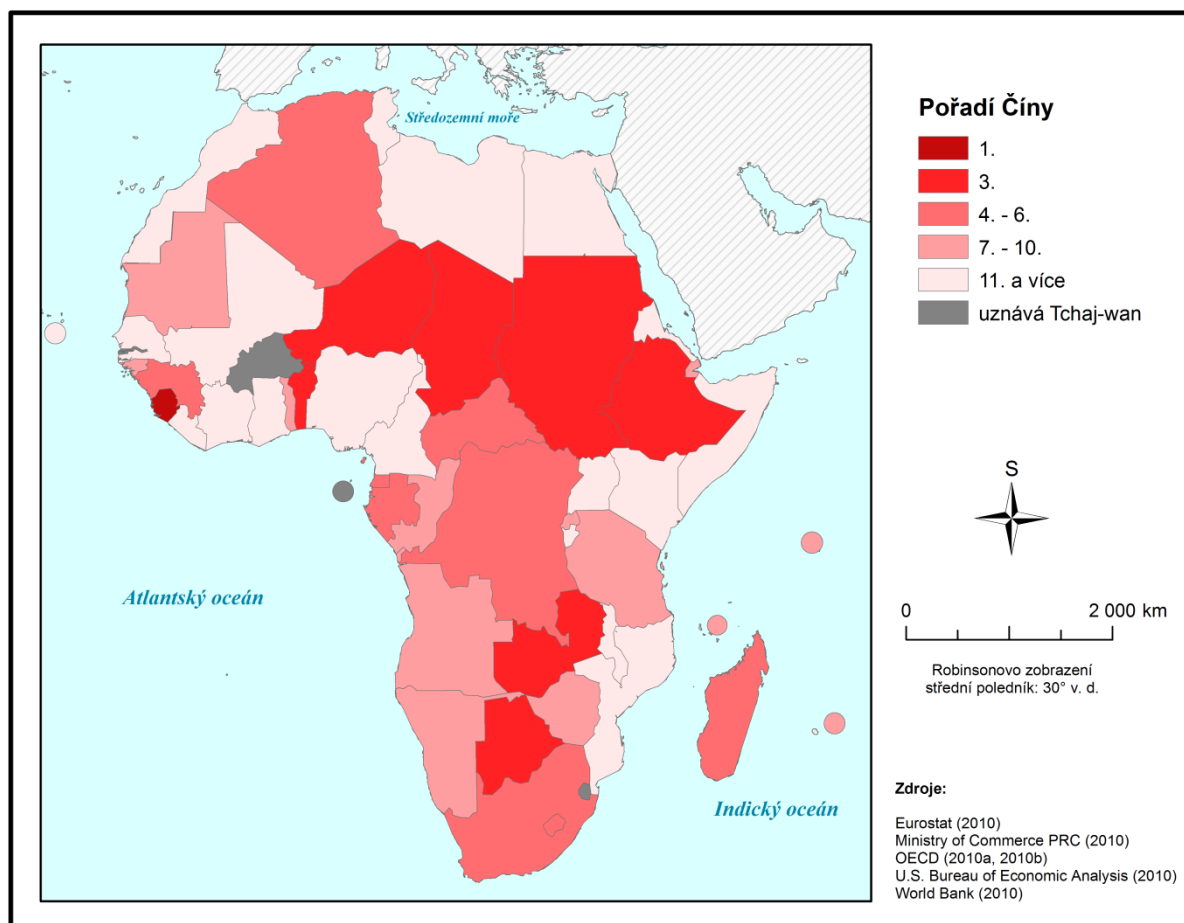 Středozemní moře
Atlantský oceán
Indický oceán
Pořadí Číny
1.
3.
4. - 6.
7. - 10.
11. a více
uznává Tchaj-wan
S
0 2 000 km
Robinsonovo zobrazení
střední poledník: 30° v. d.
Zdroje:
Eurostat (2010)
Ministry of Commerce PRC (2010)
OECD (2010a, 2010b)
U.S. Bureau of Economic Analysis (2010)
World Bank (2010)